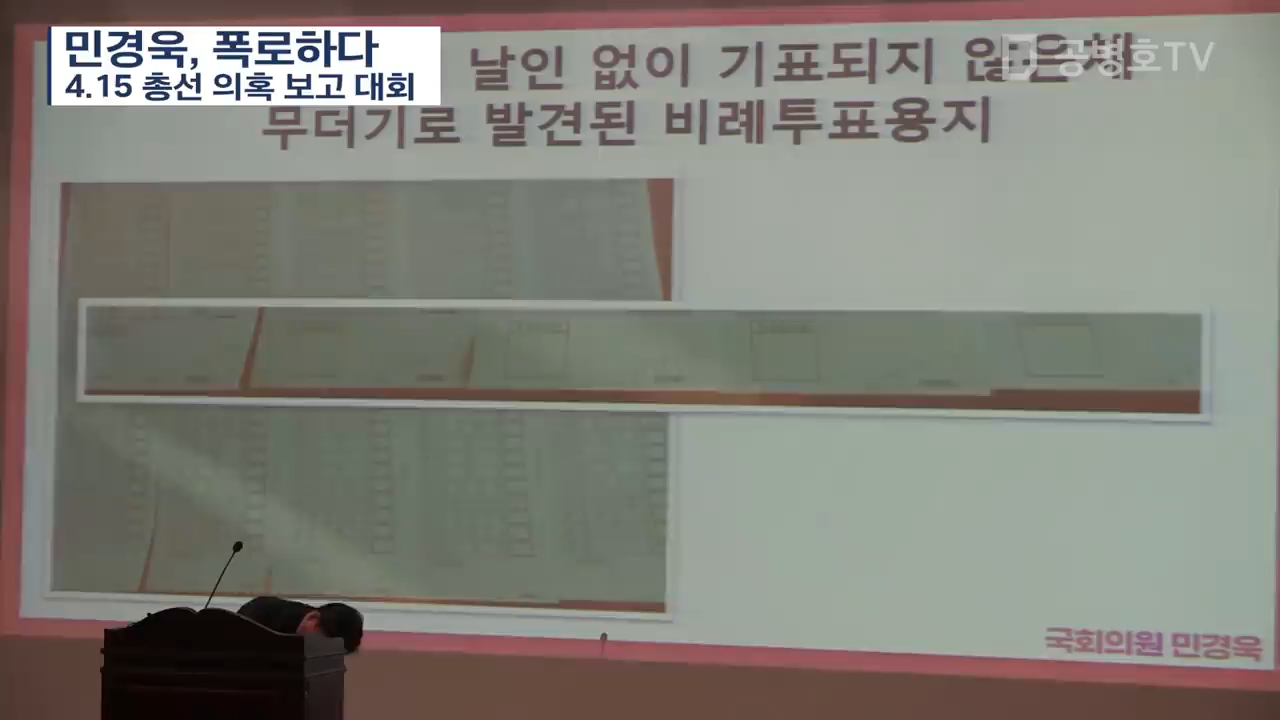 민경욱, 폭로하다
4.15 총선 의혹 보고 대회
공병호TV
날인 없이 기표되지 않은채
무더기로 발견된 비례투표용지
국회의원 민경욱